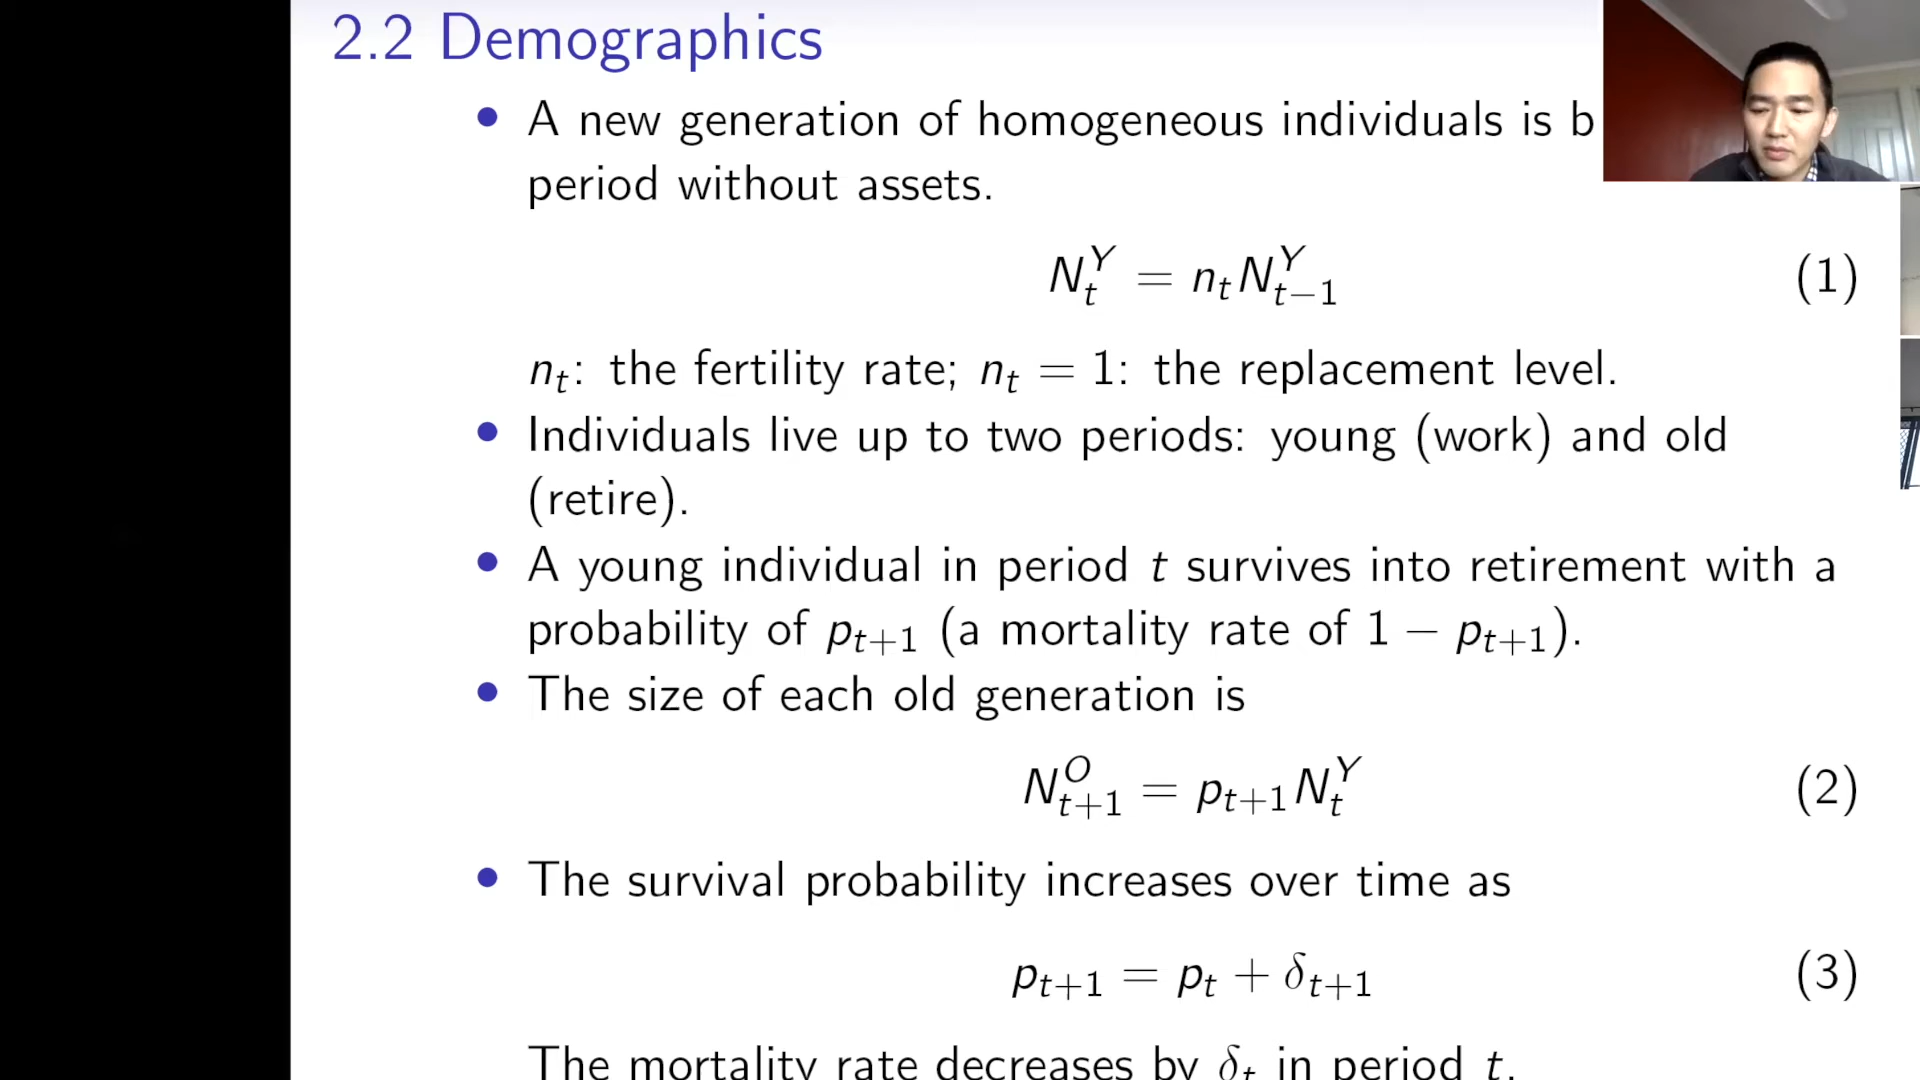 2.2 Demographics
• A new generation of homogeneous individuals is b
period without assets.
N_t^Y = n_t N_{t−1}^Y (1)
n_t: the fertility rate; n_t = 1: the replacement level.
• Individuals live up to two periods: young (work) and old
(retire).
• A young individual in period t survives into retirement with a
probability of p_{t+1} (a mortality rate of 1 − p_{t+1}).
• The size of each old generation is
N_{t+1}^O = p_{t+1} N_t^Y (2)
• The survival probability increases over time as
p_{t+1} = p_t + δ_{t+1} (3)
The mortality rate decreases by δ_t in period t.